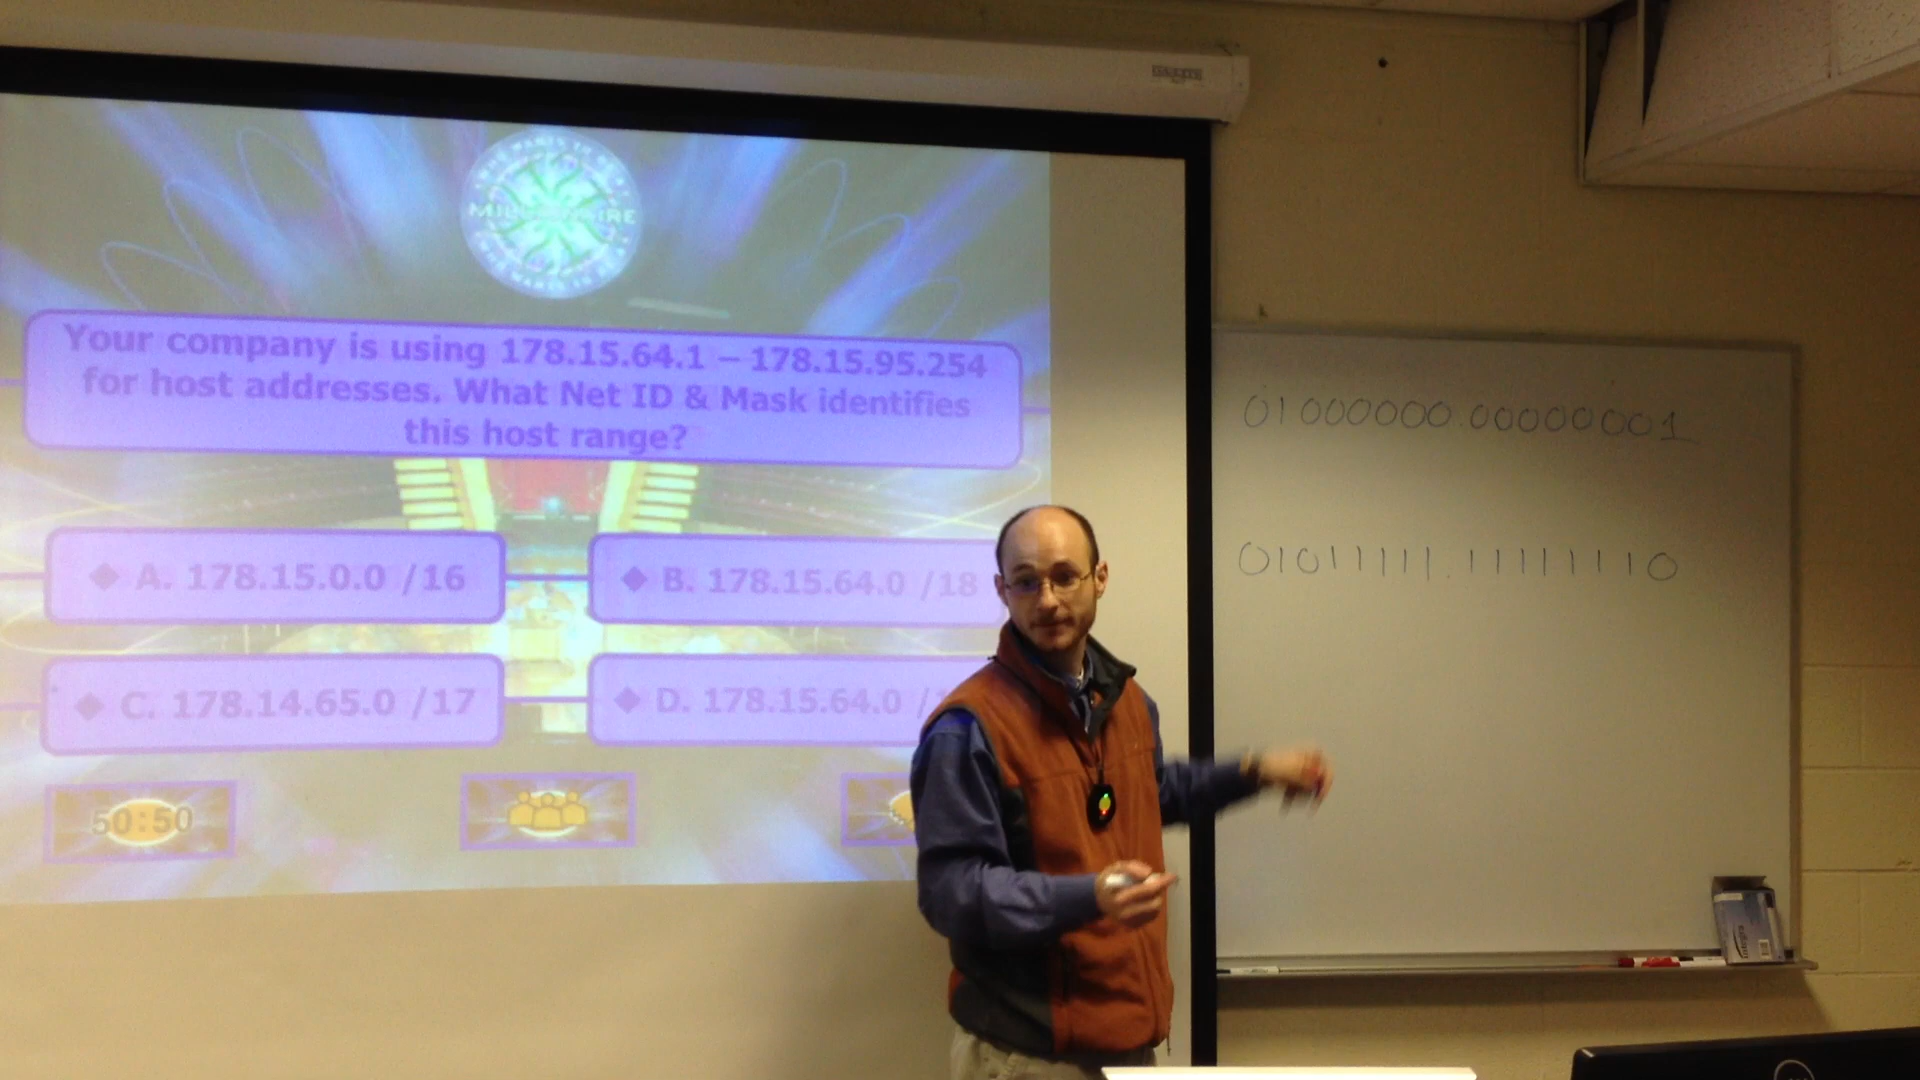 MILLIONAIRE
Your company is using 178.15.64.1 – 178.15.95.254
for host addresses. What Net ID & Mask identifies
this host range?
◆ A. 178.15.0.0 /16
◆ B. 178.15.64.0 /18
◆ C. 178.14.65.0 /17
◆ D. 178.15.64.0 /1
50:50
01000000.00000001
01011111.11111110